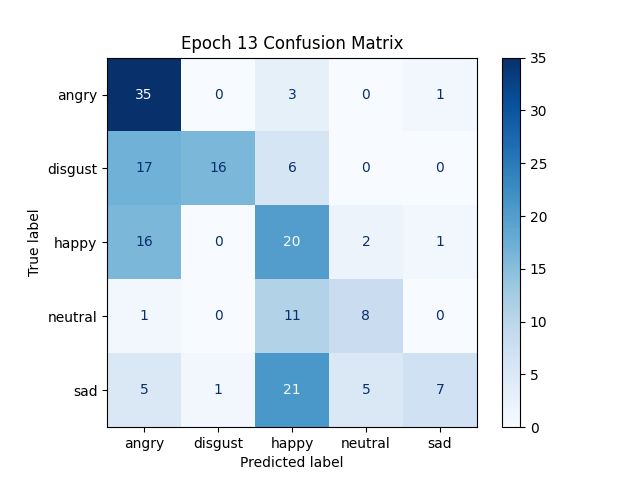 Epoch 13 Confusion Matrix
True label
angry 35 0 3 0 1
disgust 17 16 6 0 0
happy 16 0 20 2 1
neutral 1 0 11 8 0
sad 5 1 21 5 7
angry disgust happy neutral sad
Predicted label
35
30
25
20
15
10
5
0